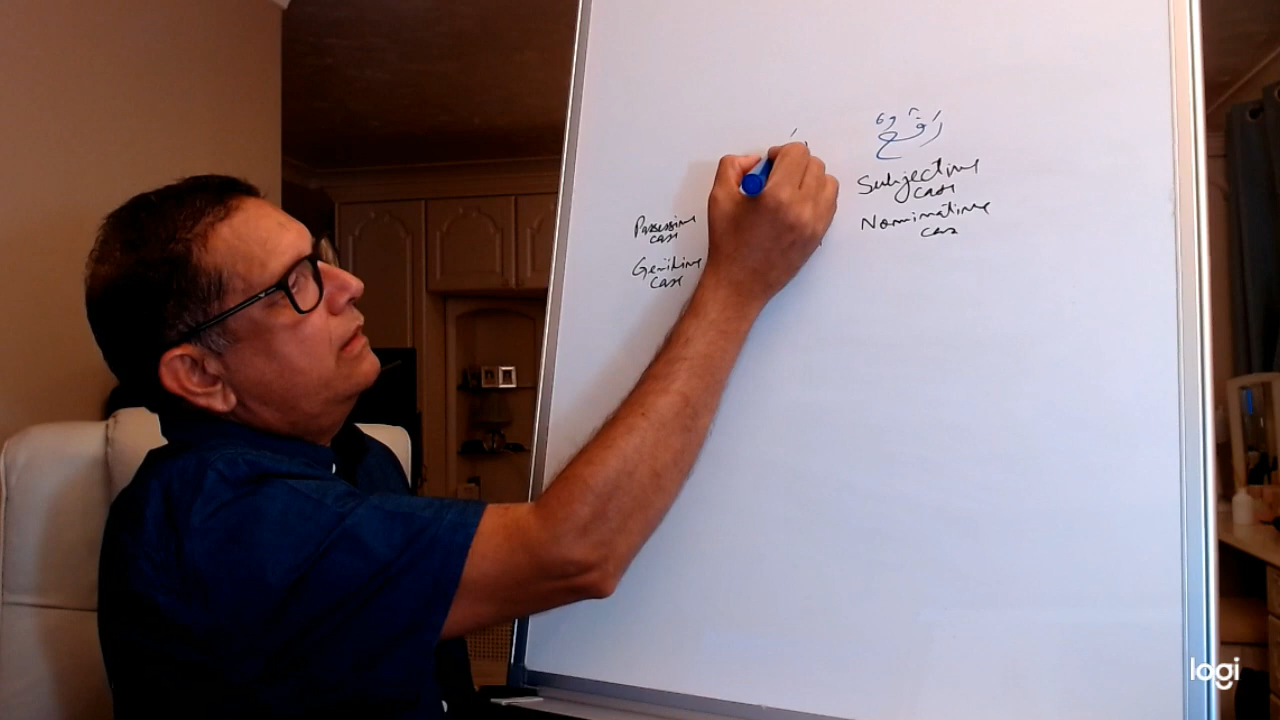 رَفْعٌ
Subjective
case
Nominative
case
Possessive
case
Genitive
case
logi